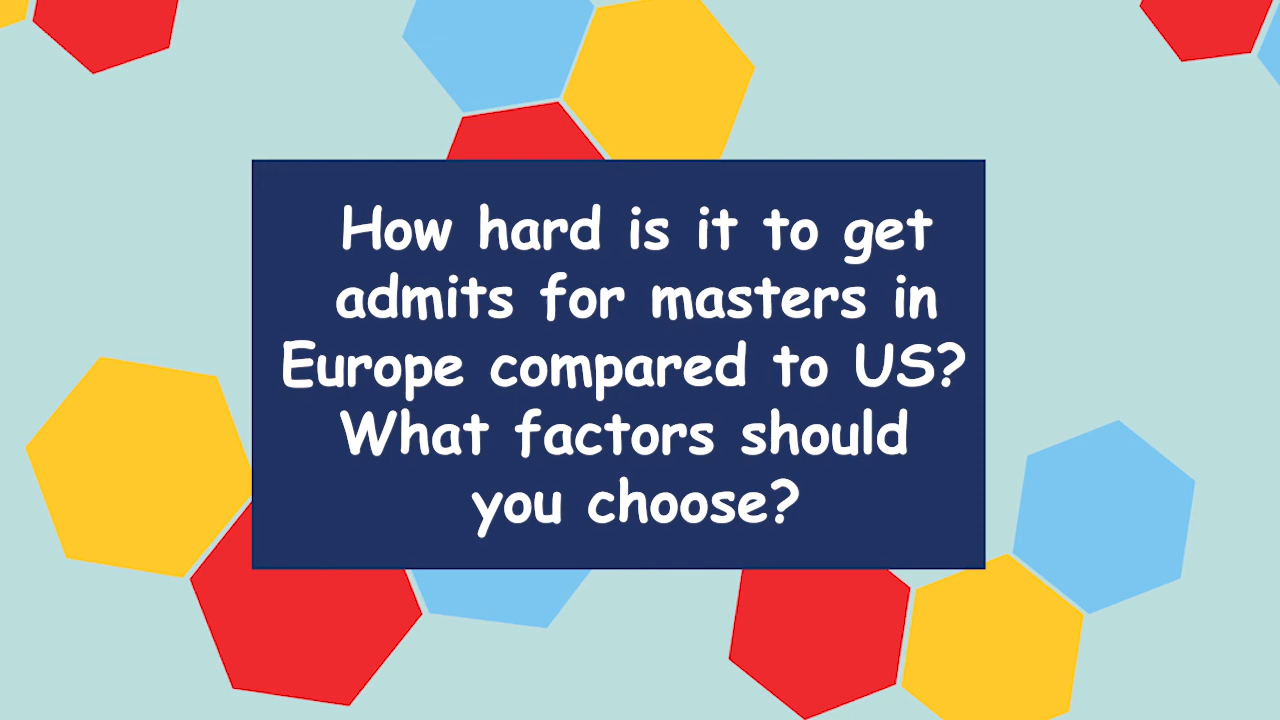 How hard is it to get
admits for masters in
Europe compared to US?
What factors should
you choose?